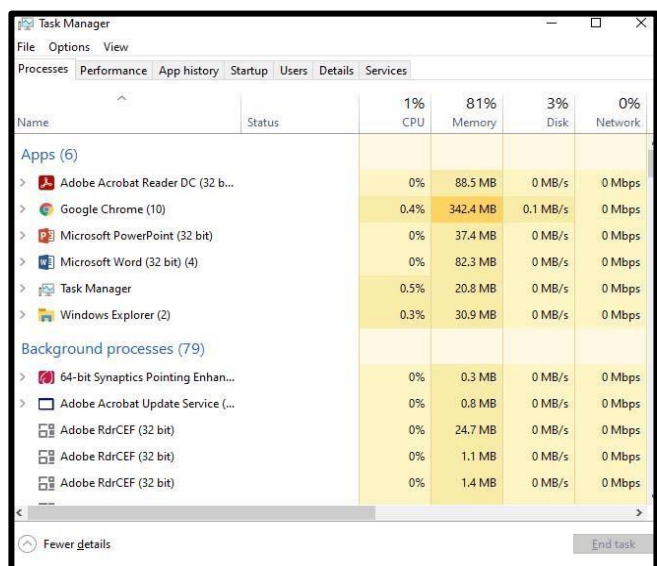 Task Manager
File Options View
Processes Performance App history Startup Users Details Services
1% 81% 3% 0%
Name Status CPU Memory Disk Network
Apps (6)
Adobe Acrobat Reader DC (32 b... 0% 88.5 MB 0 MB/s 0 Mbps
Google Chrome (10) 0.4% 342.4 MB 0.1 MB/s 0 Mbps
Microsoft PowerPoint (32 bit) 0% 37.4 MB 0 MB/s 0 Mbps
Microsoft Word (32 bit) (4) 0% 82.3 MB 0 MB/s 0 Mbps
Task Manager 0.5% 20.8 MB 0 MB/s 0 Mbps
Windows Explorer (2) 0.3% 30.9 MB 0 MB/s 0 Mbps
Background processes (79)
64-bit Synaptics Pointing Enhan... 0% 0.3 MB 0 MB/s 0 Mbps
Adobe Acrobat Update Service (... 0% 0.8 MB 0 MB/s 0 Mbps
Adobe RdrCEF (32 bit) 0% 24.7 MB 0 MB/s 0 Mbps
Adobe RdrCEF (32 bit) 0% 1.1 MB 0 MB/s 0 Mbps
Adobe RdrCEF (32 bit) 0% 1.4 MB 0 MB/s 0 Mbps
Fewer details End task